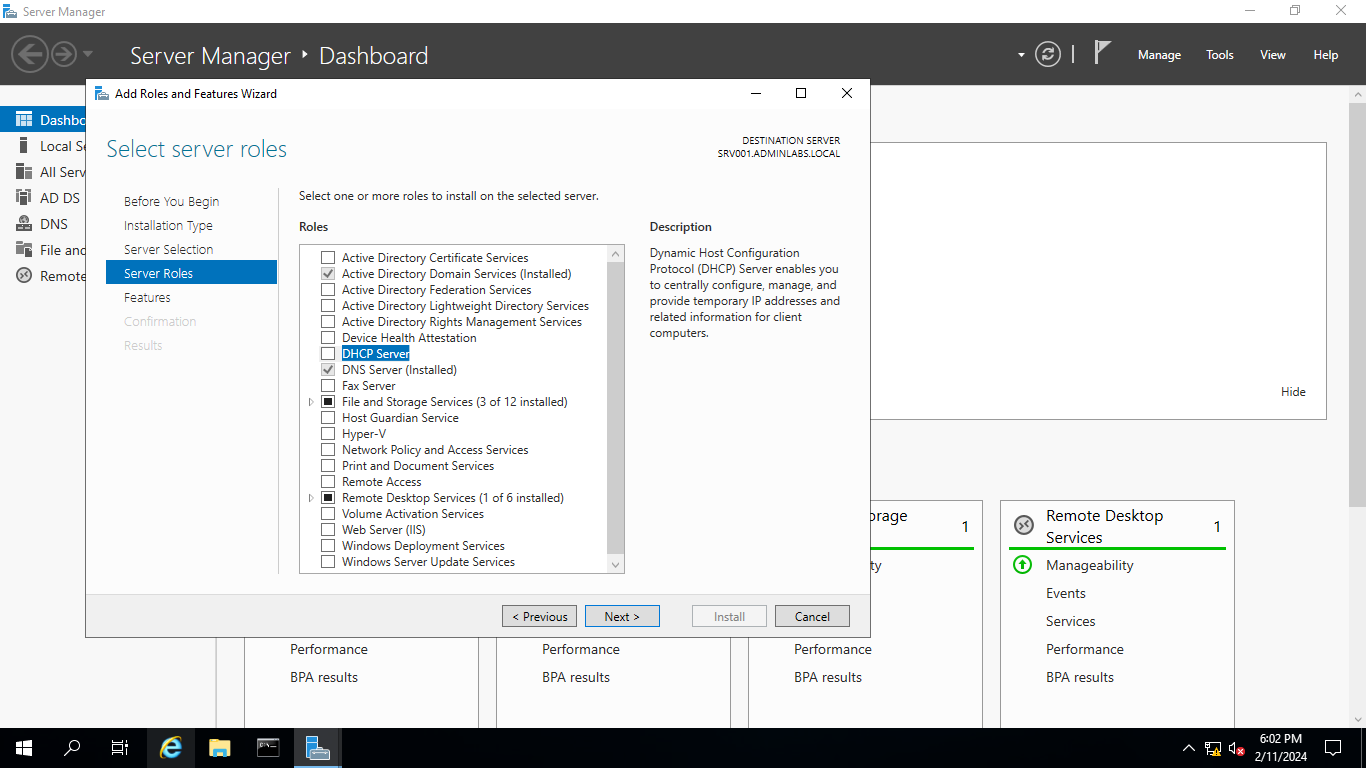 Server Manager
Server Manager
Dashboard
Manage
Tools
View
Help
Add Roles and Features Wizard
Select server roles
DESTINATION SERVER
SRV001.ADMINLABS.LOCAL
Before You Begin
Installation Type
Server Selection
Server Roles
Features
Confirmation
Results
Select one or more roles to install on the selected server.
Roles
Active Directory Certificate Services
Active Directory Domain Services (Installed)
Active Directory Federation Services
Active Directory Lightweight Directory Services
Active Directory Rights Management Services
Device Health Attestation
DHCP Server
DNS Server (Installed)
Fax Server
File and Storage Services (3 of 12 installed)
Host Guardian Service
Hyper-V
Network Policy and Access Services
Print and Document Services
Remote Access
Remote Desktop Services (1 of 6 installed)
Volume Activation Services
Web Server (IIS)
Windows Deployment Services
Windows Server Update Services
Description
Dynamic Host Configuration
Protocol (DHCP) Server enables you
to centrally configure, manage, and
provide temporary IP addresses and
related information for client
computers.
< Previous
Next >
Install
Cancel
Dashbo
Local Se
All Serv
AD DS
DNS
File and
Remote
Hide
orage
1
ty
Performance
BPA results
Performance
BPA results
Performance
BPA results
Remote Desktop
Services
1
Manageability
Events
Services
Performance
BPA results
6:02 PM
2/11/2024